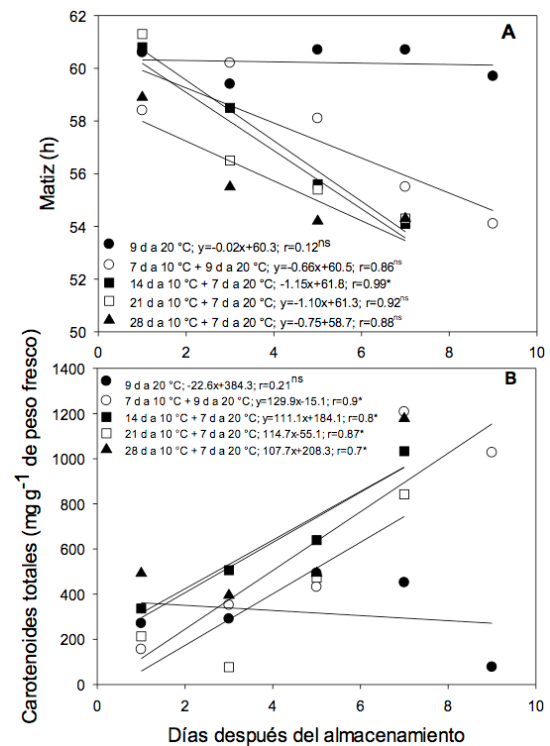 A
62
60
58
56
54
52
50
Matiz (h)
9 d a 20 °C; y=-0.02x+60.3; r=0.12ns
7 d a 10 °C + 9 d a 20 °C; y=-0.66x+60.5; r=0.86ns
14 d a 10 °C + 7 d a 20 °C; -1.15x+61.8; r=0.99*
21 d a 10 °C + 7 d a 20 °C; -1.10x+61.3; r=0.92ns
28 d a 10 °C + 7 d a 20 °C; -0.75+58.7; r=0.88ns
0 2 4 6 8 10
B
1400
1200
1000
800
600
400
200
0
Carotenoides totales (mg g-1 de peso fresco)
9 d a 20 °C; -22.6x+384.3; r=0.21ns
7 d a 10 °C + 9 d a 20 °C; y=129.9x-15.1; r=0.9*
14 d a 10 °C + 7 d a 20 °C; y=111.1x+184.1; r=0.8*
21 d a 10 °C + 7 d a 20 °C; 114.7x-55.1; r=0.87*
28 d a 10 °C + 7 d a 20 °C; 107.7x+208.3; r=0.7*
0 2 4 6 8 10
Días después del almacenamiento